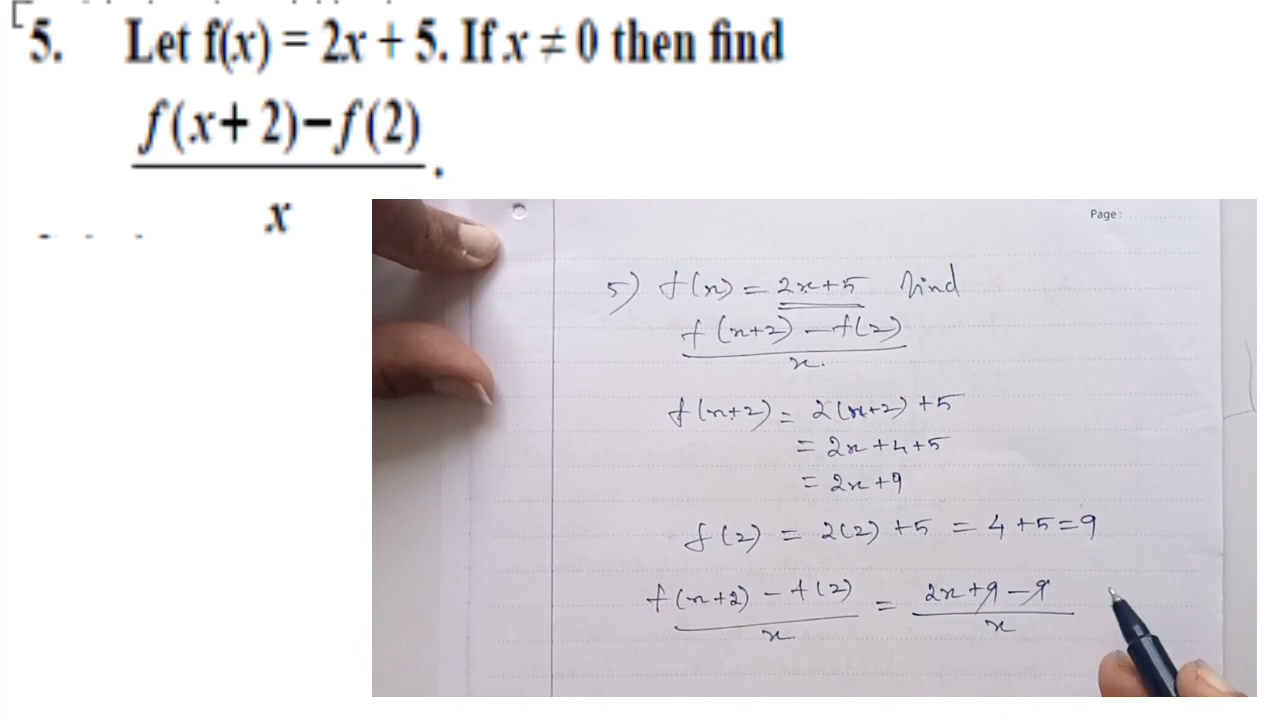 5. Let f(x) = 2x + 5. If x ≠ 0 then find
f(x+2)−f(2)
x
.
Page :
5) f(x) = 2x+5 find
f(x+2) − f(2)
x.
f(x+2) = 2(x+2) +5
= 2x+4+5
= 2x+9
f(2) = 2(2) +5 = 4+5=9
f(x+2) − f(2) = 2x+9−9
x x